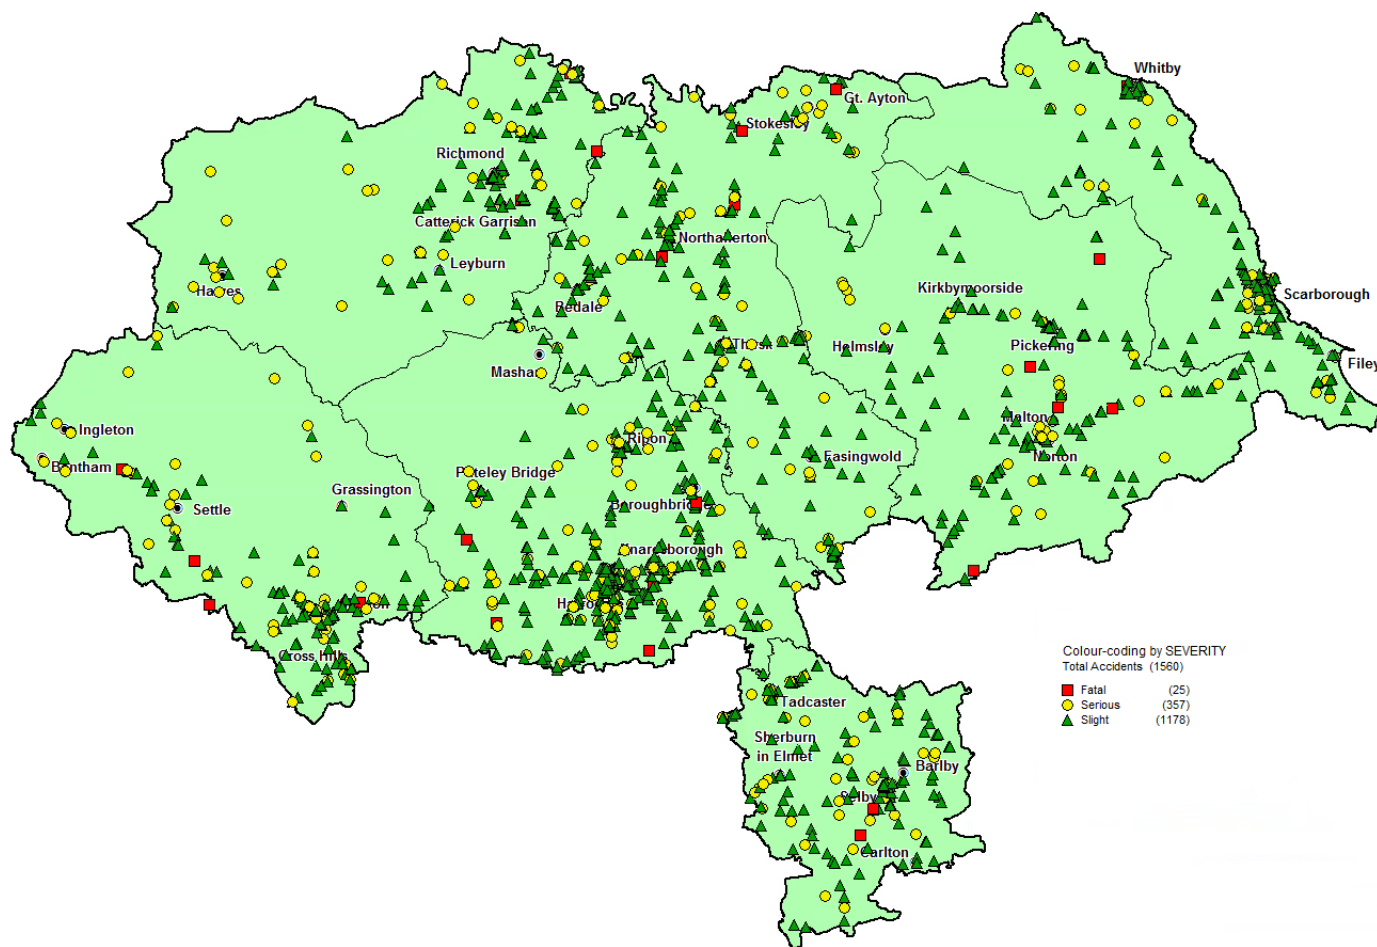 Whitby
Gt. Ayton
Stokesley
Richmond
Catterick Garrison
Northallerton
Leyburn
Hawes
Kirkbymoorside
Scarborough
Bedale
Thirsk
Helmsley
Pickering
Filey
Masham
Malton
Ingleton
Ripon
Norton
Easingwold
Bentham
Pateley Bridge
Grassington
Boroughbridge
Settle
Knaresborough
Harrogate
Cross Hills
Colour-coding by SEVERITY
Total Accidents (1560)
Fatal (25)
Serious (357)
Slight (1178)
Tadcaster
Sherburn
in Elmet
Barlby
Selby
Carlton